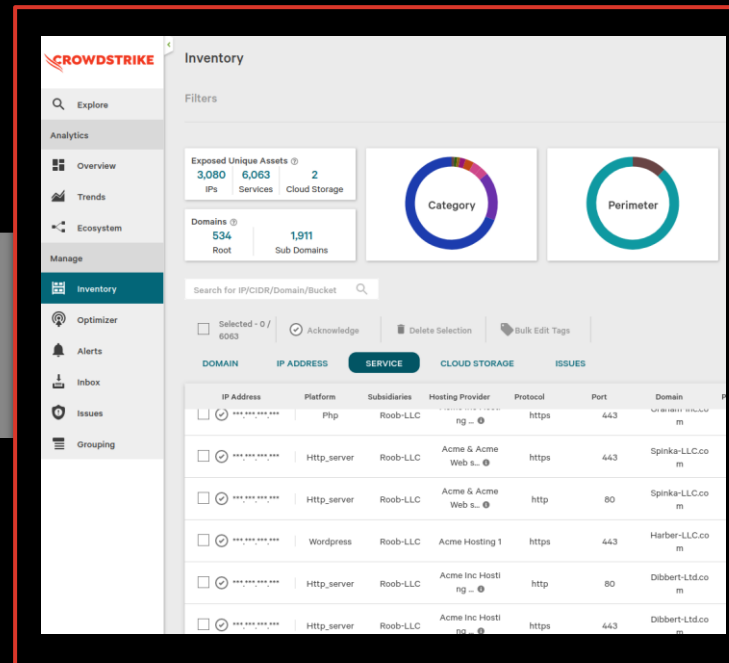 CROWDSTRIKE
Explore
Analytics
Overview
Trends
Ecosystem
Manage
Inventory
Optimizer
Alerts
Inbox
Issues
Grouping
Inventory
Filters
Exposed Unique Assets
3,080 6,063 2
IPs Services Cloud Storage
Domains
534 1,911
Root Sub Domains
Category
Perimeter
Search for IP/CIDR/Domain/Bucket
Selected - 0 /
6063
Acknowledge
Delete Selection
Bulk Edit Tags
DOMAIN IP ADDRESS SERVICE CLOUD STORAGE ISSUES
IP Address Platform Subsidiaries Hosting Provider Protocol Port Domain P
***.***.***.*** Php Roob-LLC ng ... https 443 m
***.***.***.*** Http_server Roob-LLC Acme & Acme Web s... https 443 Spinka-LLC.co
m
***.***.***.*** Http_server Roob-LLC Acme & Acme Web s... http 80 Spinka-LLC.co
m
***.***.***.*** Wordpress Roob-LLC Acme Hosting 1 https 443 Harber-LLC.co
m
***.***.***.*** Http_server Roob-LLC Acme Inc Hosti
ng ... http 80 Dibbert-Ltd.co
m
***.***.***.*** Http_server Roob-LLC Acme Inc Hosti
ng ... https 443 Dibbert-Ltd.co
m